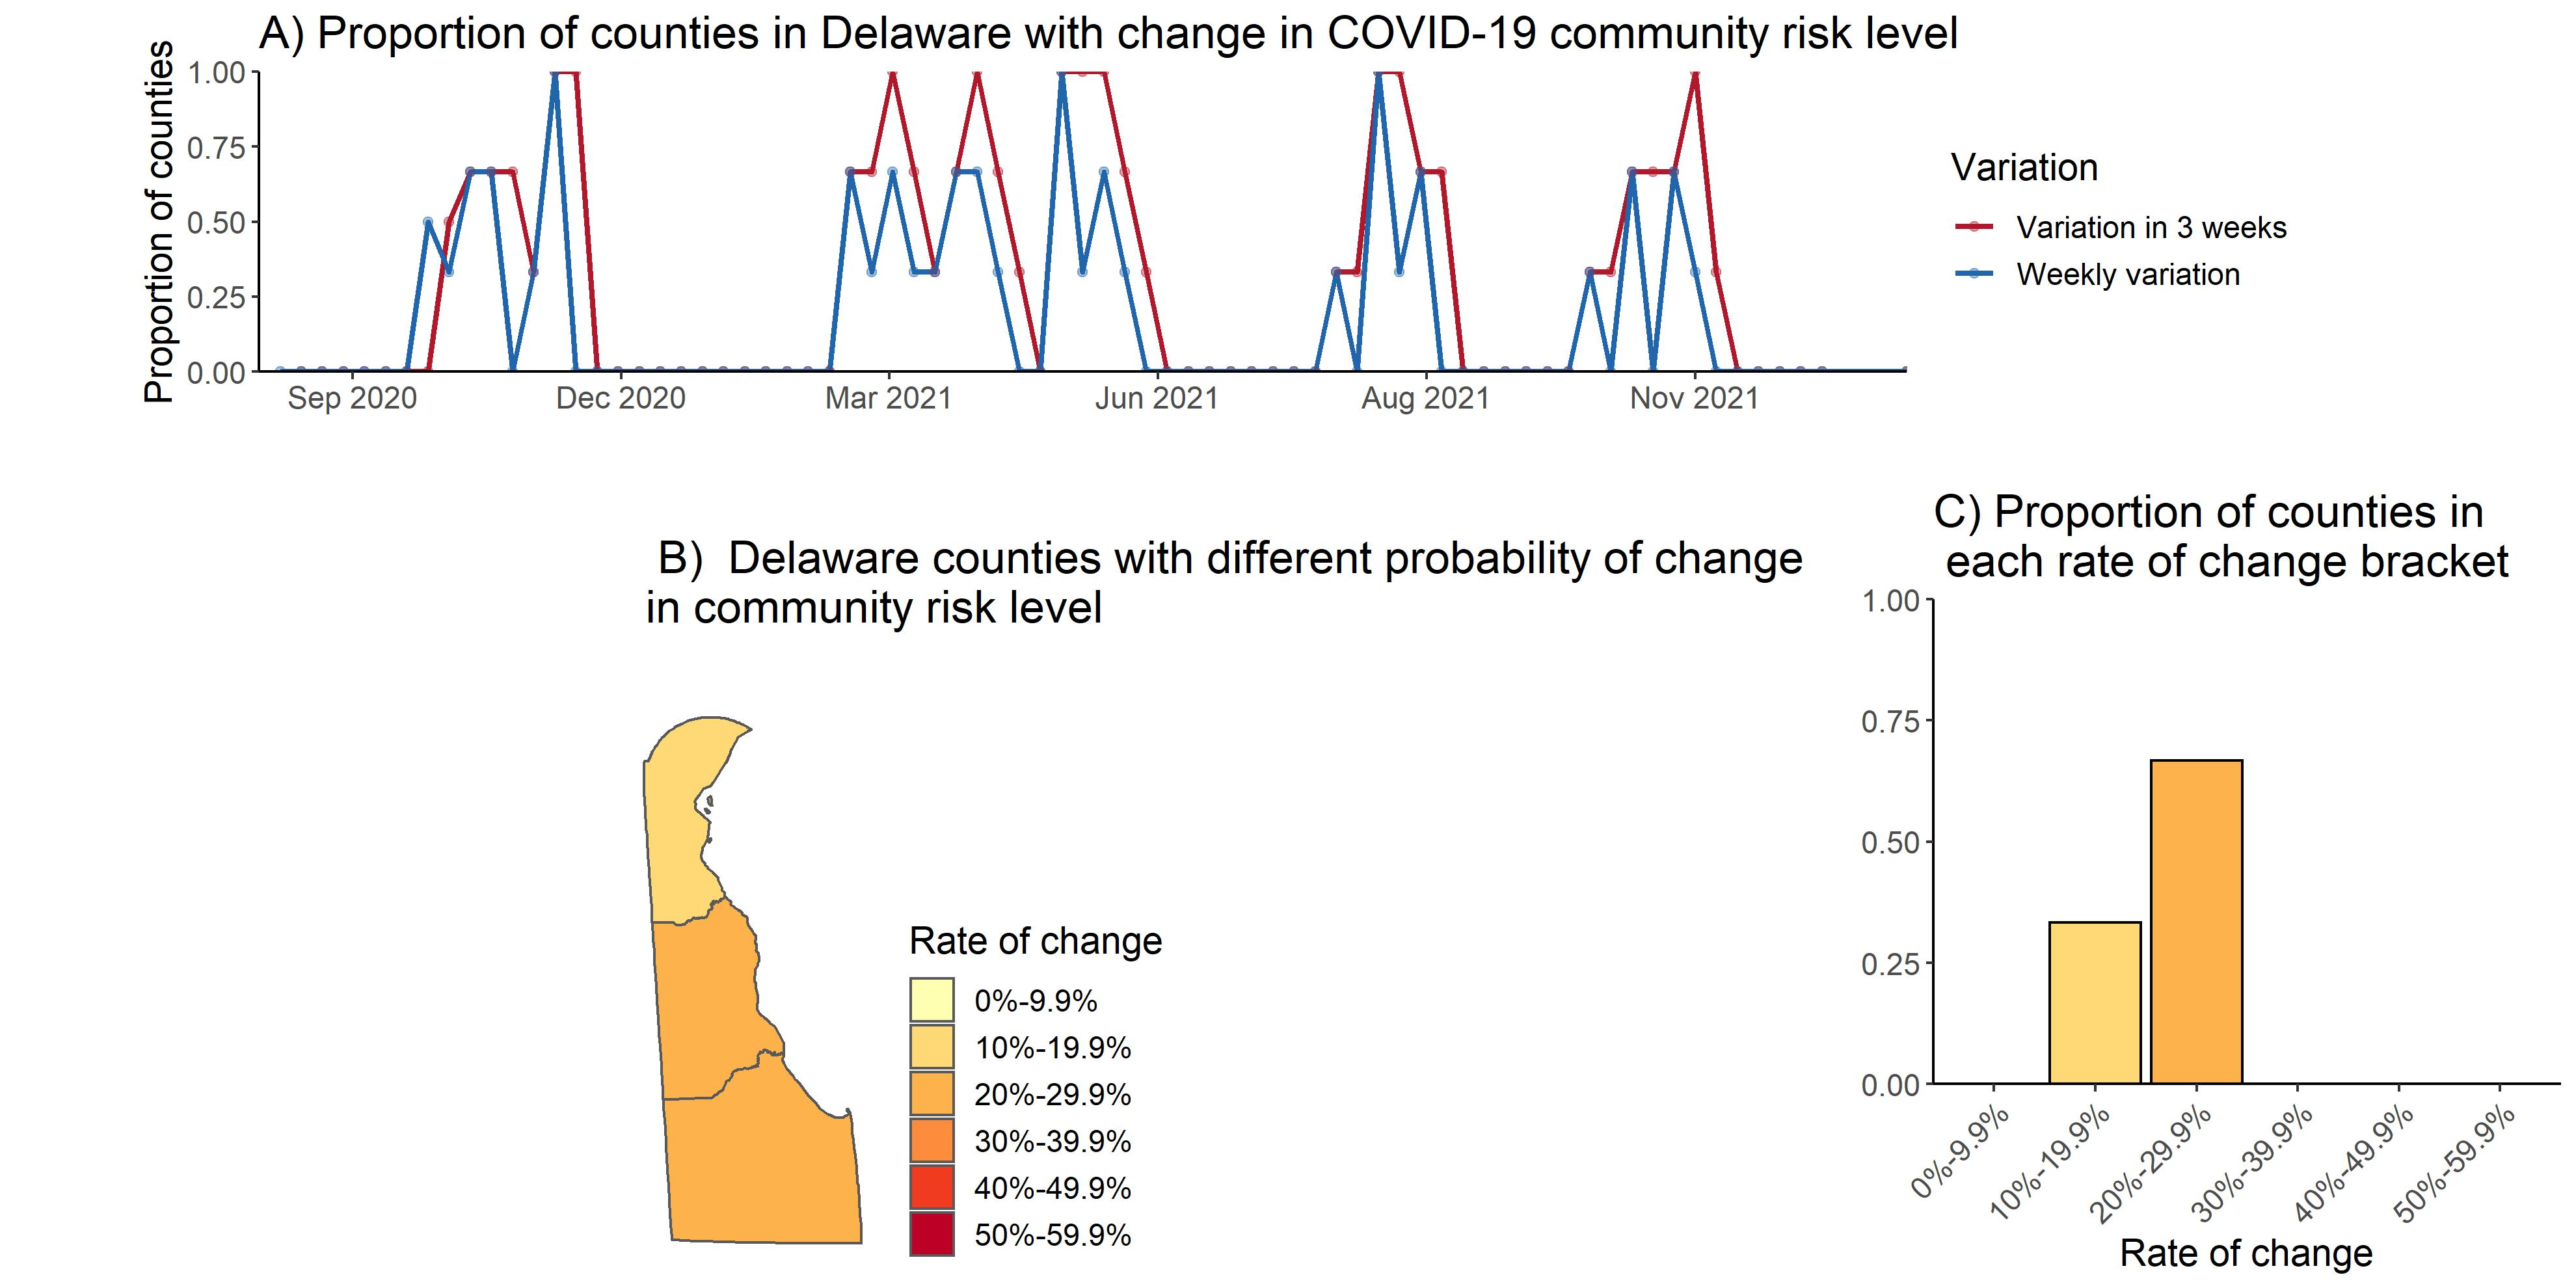 A) Proportion of counties in Delaware with change in COVID-19 community risk level
Proportion of counties
1.00
0.75
0.50
0.25
0.00
Sep 2020 Dec 2020 Mar 2021 Jun 2021 Aug 2021 Nov 2021
Variation
Variation in 3 weeks
Weekly variation
B) Delaware counties with different probability of change
in community risk level
Rate of change
0%-9.9%
10%-19.9%
20%-29.9%
30%-39.9%
40%-49.9%
50%-59.9%
C) Proportion of counties in
each rate of change bracket
1.00
0.75
0.50
0.25
0.00
0%-9.9% 10%-19.9% 20%-29.9% 30%-39.9% 40%-49.9% 50%-59.9%
Rate of change